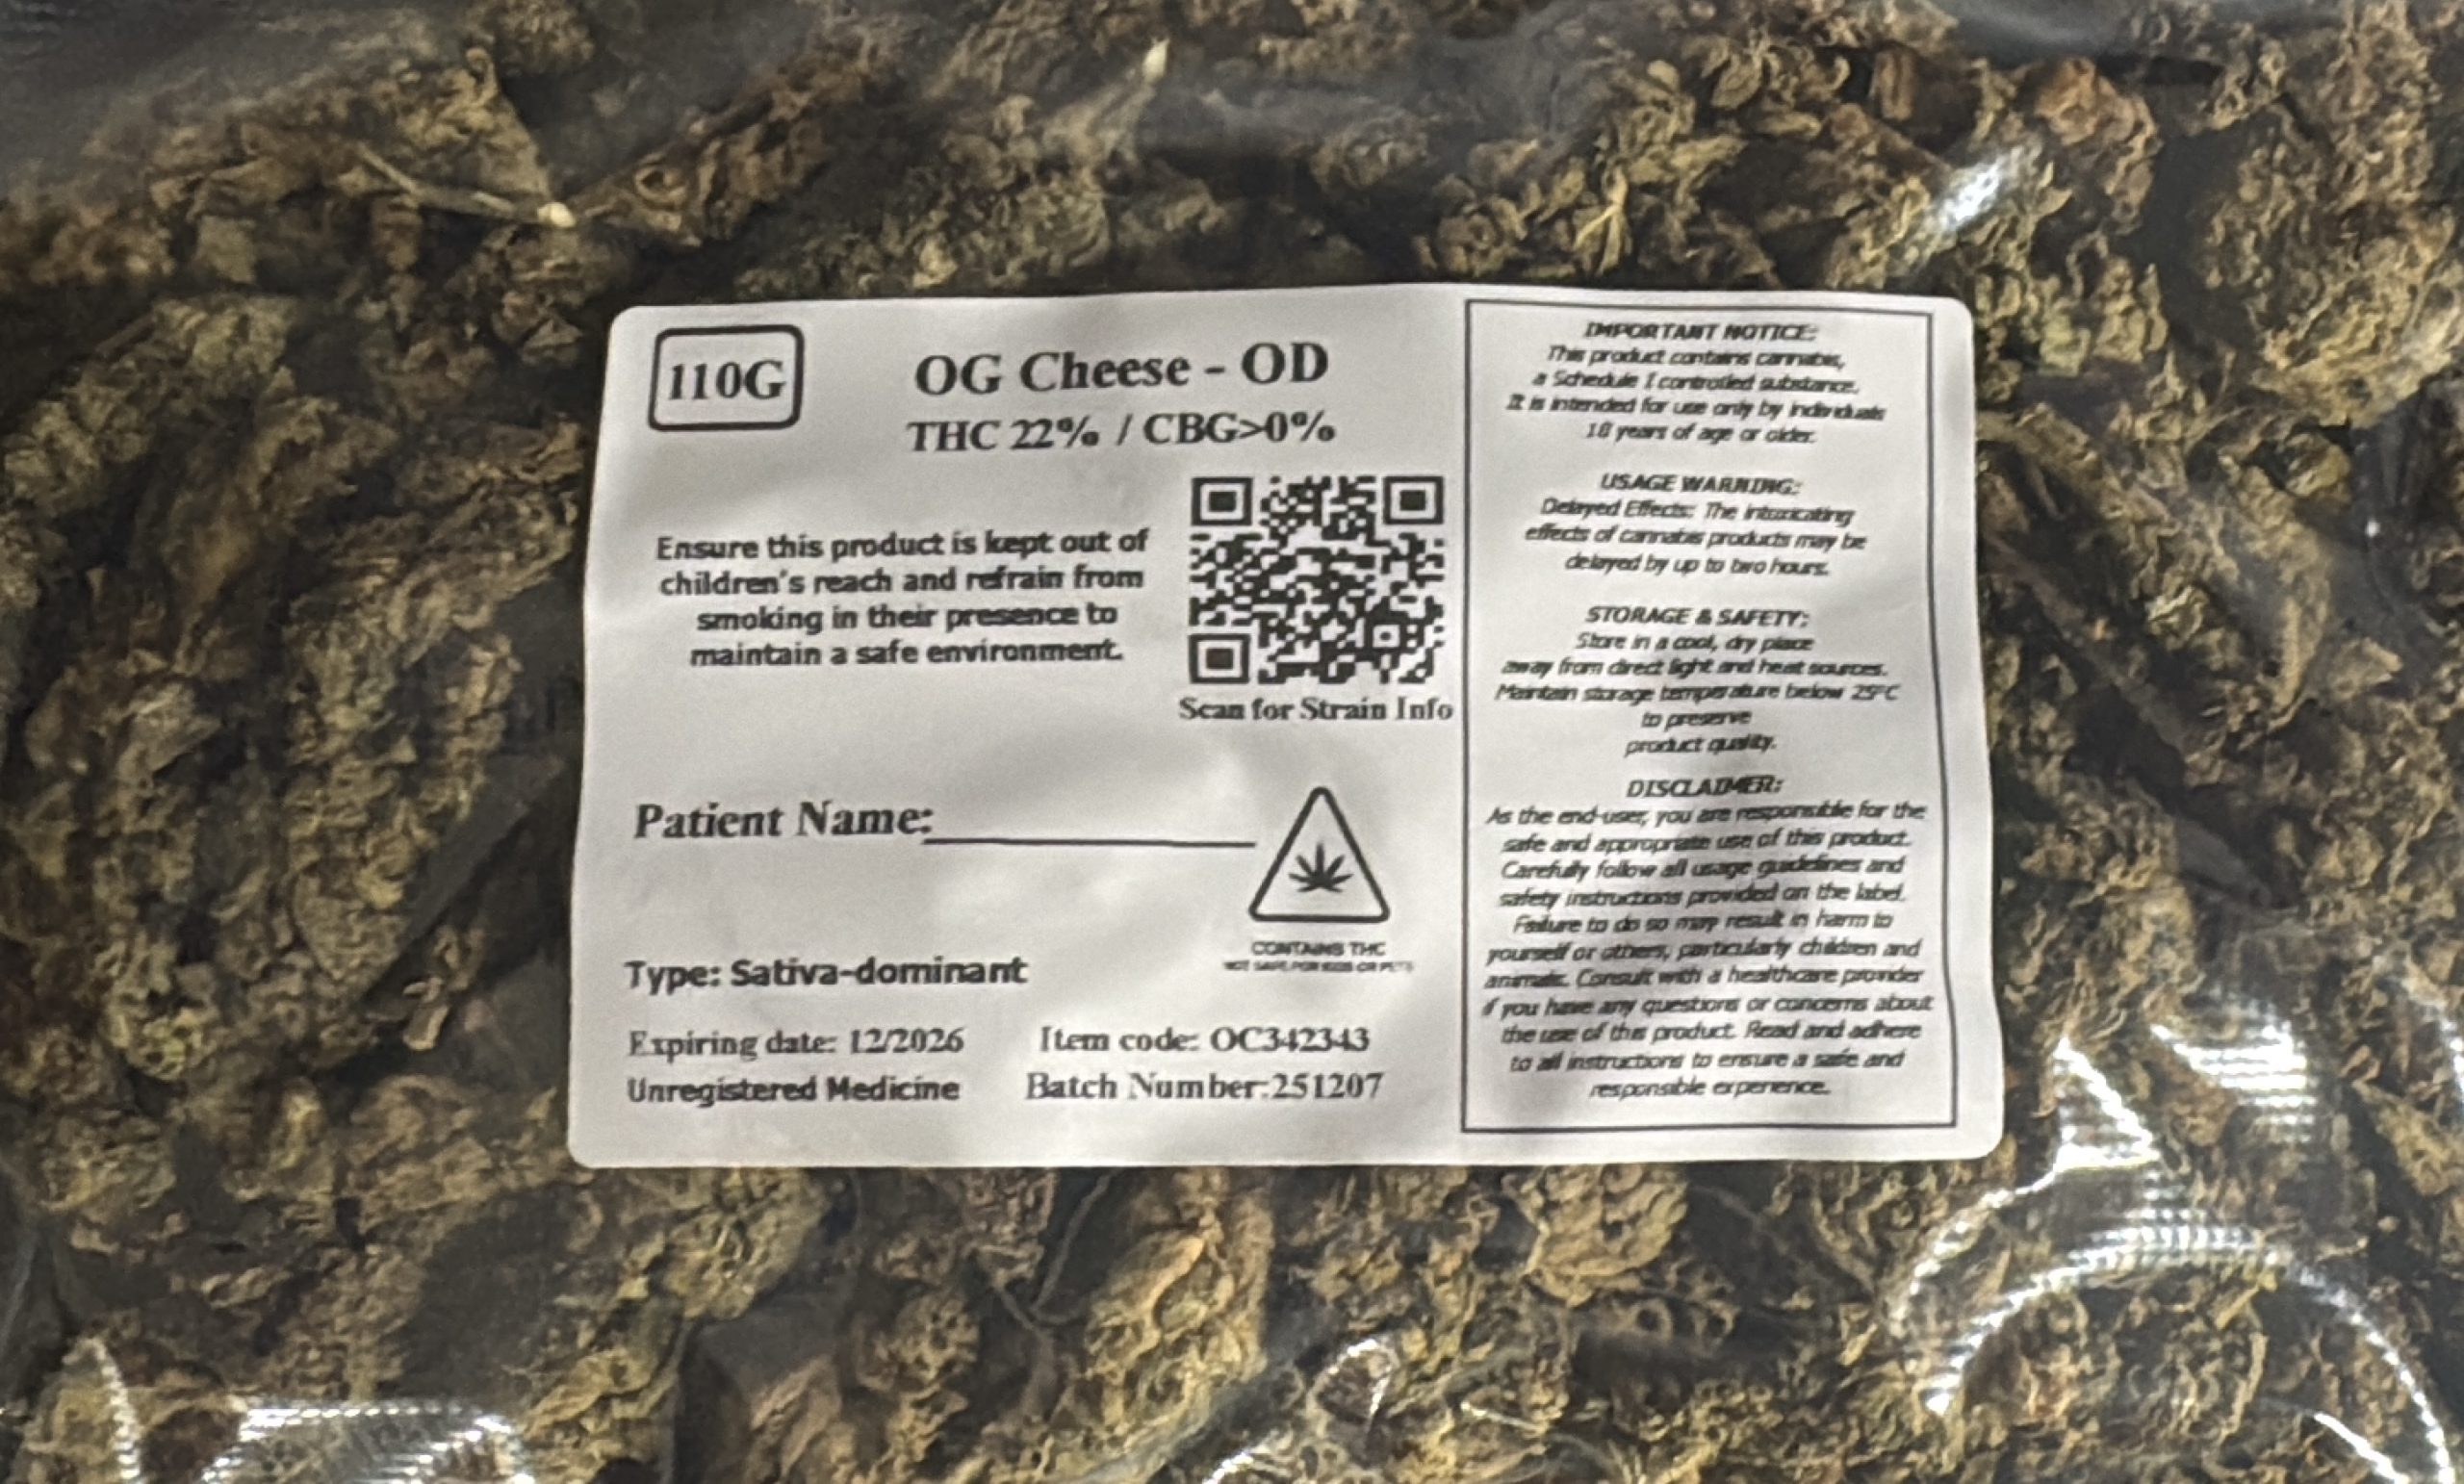 110G
OG Cheese - OD
THC 22% / CBG>0%
Ensure this product is kept out of
children's reach and refrain from
smoking in their presence to
maintain a safe environment.
Scan for Strain Info
Patient Name:
CONTAINS THC
NOT SAFE FOR KIDS OR PETS
Type: Sativa-dominant
Expiring date: 12/2026
Item code: OC342343
Unregistered Medicine
Batch Number:251207
IMPORTANT NOTICE:
This product contains cannabis,
a Schedule I controlled substance.
It is intended for use only by individuals
18 years of age or older.
USAGE WARNING:
Delayed Effects: The intoxicating
effects of cannabis products may be
delayed by up to two hours.
STORAGE & SAFETY:
Store in a cool, dry place
away from direct light and heat sources.
Maintain storage temperature below 25°C
to preserve
product quality.
DISCLAIMER:
As the end-user, you are responsible for the
safe and appropriate use of this product.
Carefully follow all usage guidelines and
safety instructions provided on the label.
Failure to do so may result in harm to
yourself or others, particularly children and
animals. Consult with a healthcare provider
if you have any questions or concerns about
the use of this product. Read and adhere
to all instructions to ensure a safe and
responsible experience.